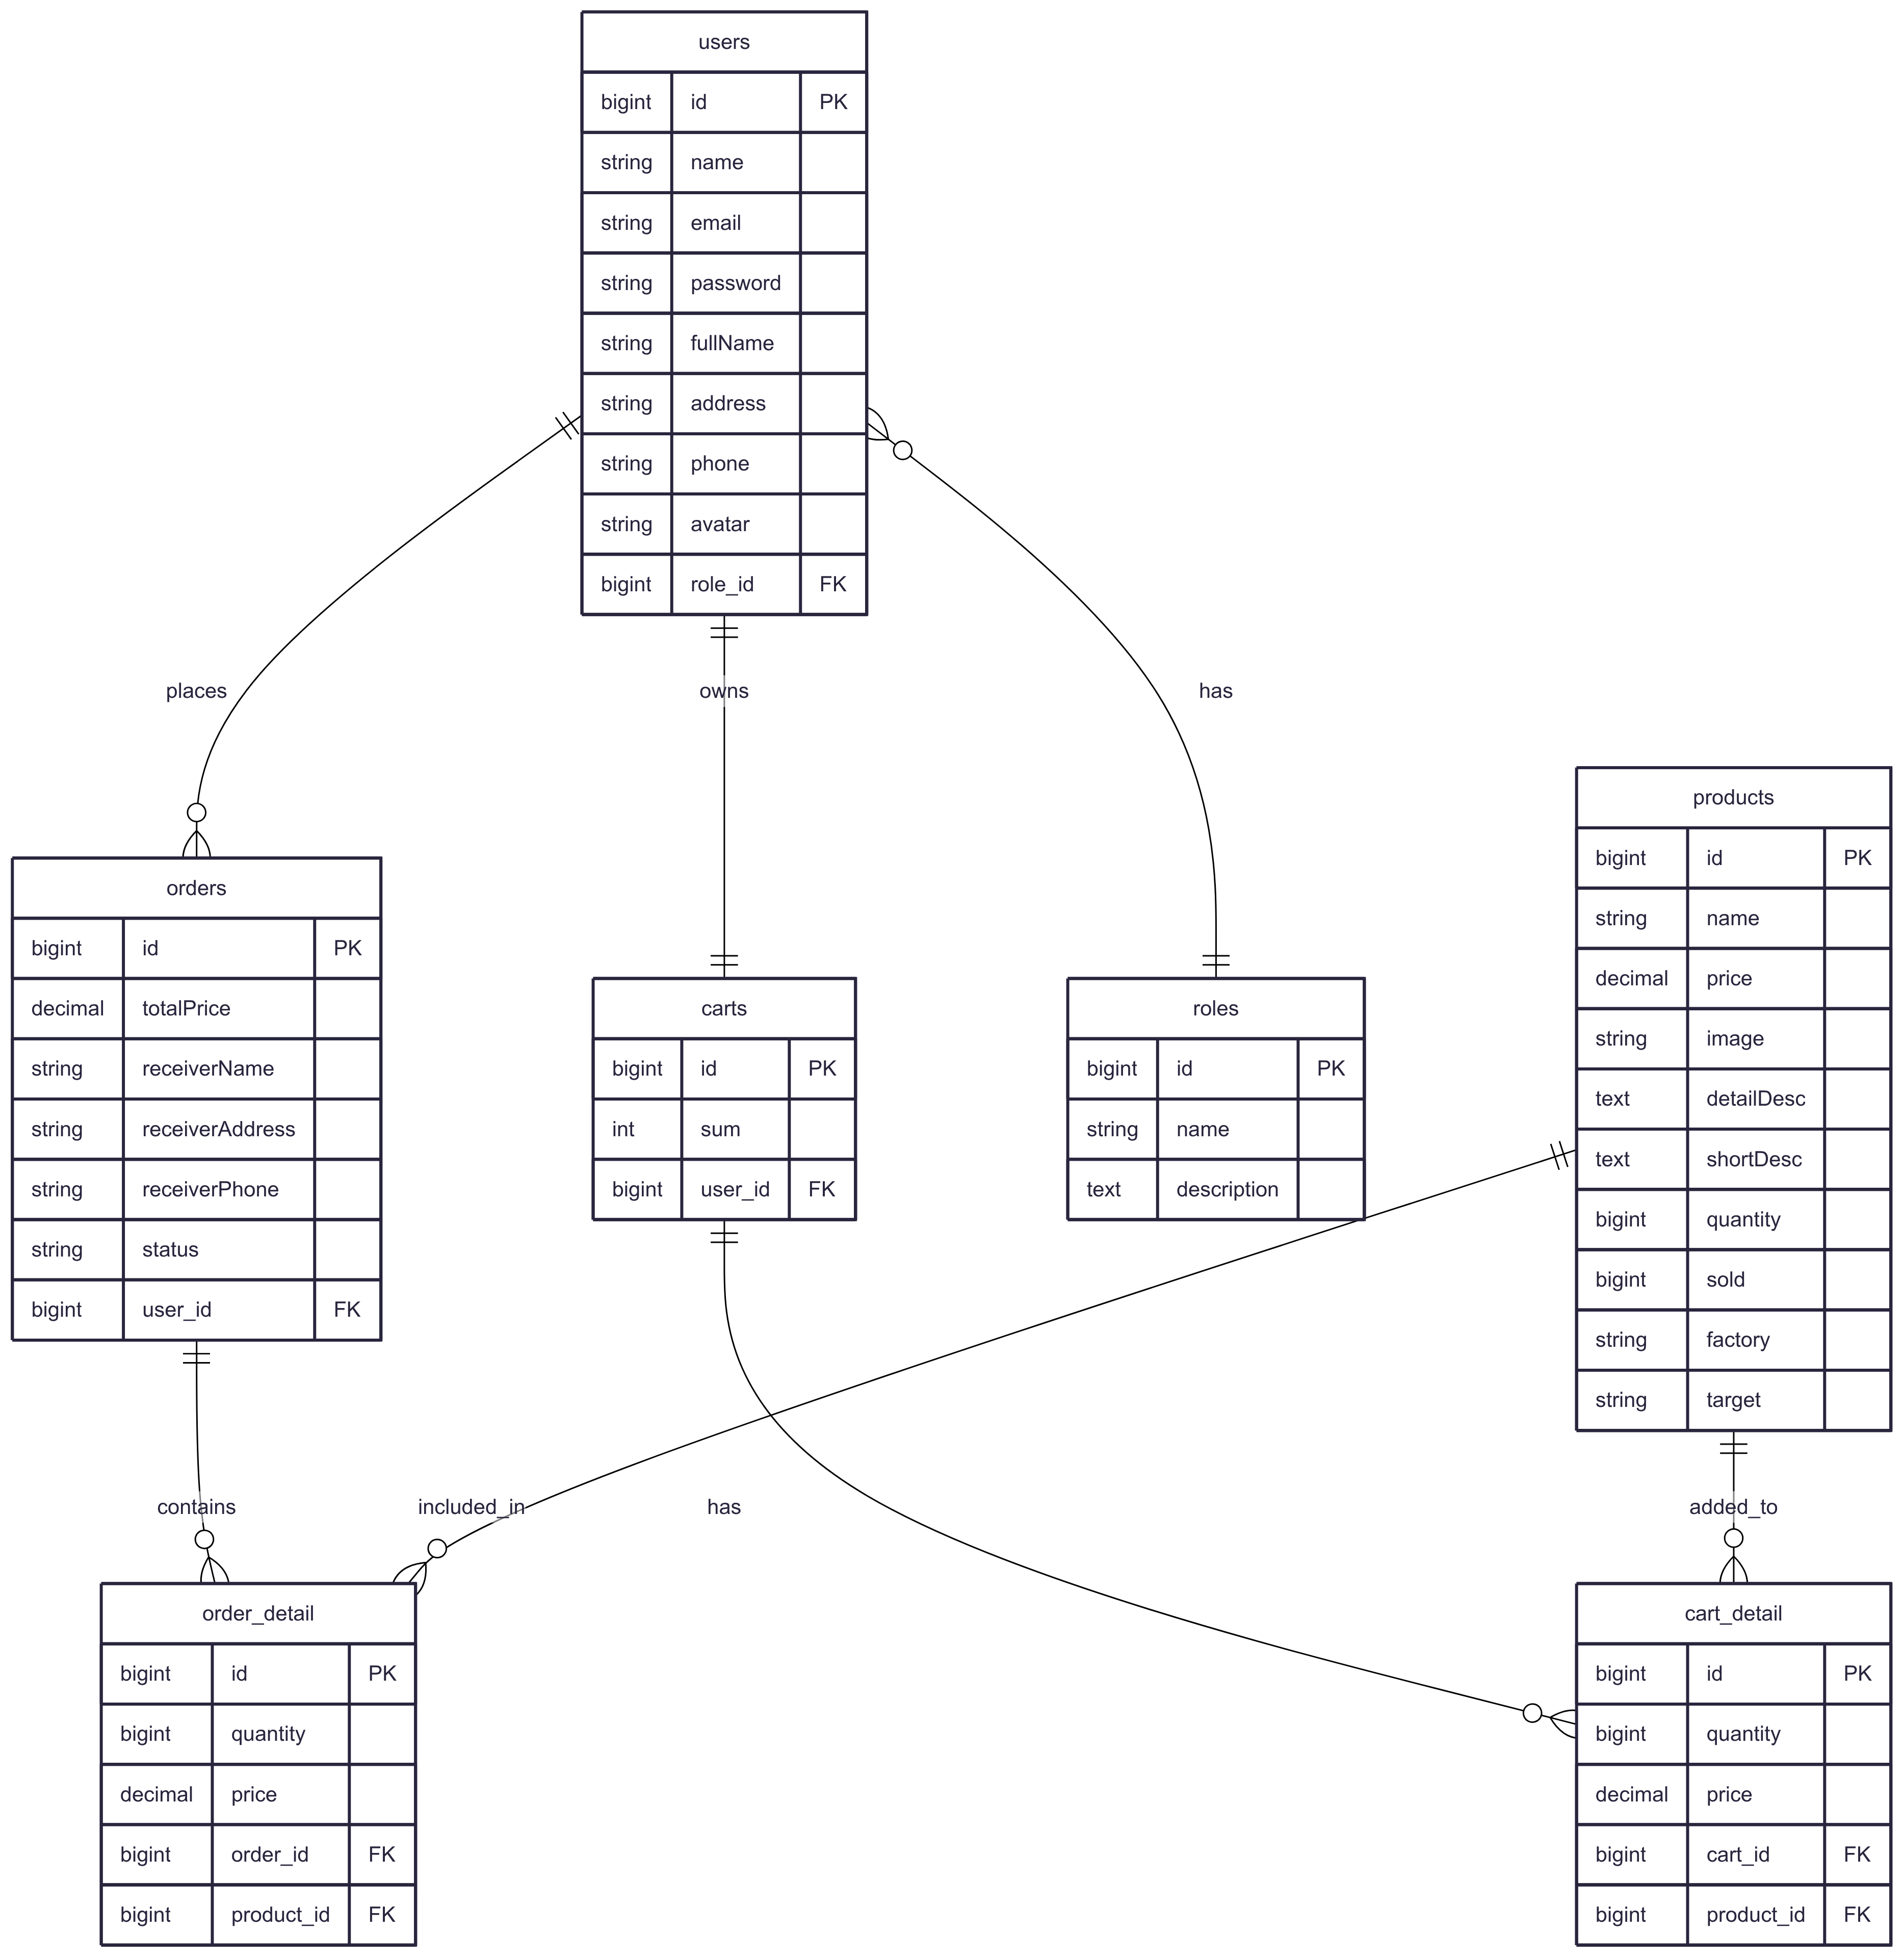 users
bigint id PK
string name
string email
string password
string fullName
string address
string phone
string avatar
bigint role_id FK
places
owns
has
orders
bigint id PK
decimal totalPrice
string receiverName
string receiverAddress
string receiverPhone
string status
bigint user_id FK
carts
bigint id PK
int sum
bigint user_id FK
roles
bigint id PK
string name
text description
products
bigint id PK
string name
decimal price
string image
text detailDesc
text shortDesc
bigint quantity
bigint sold
string factory
string target
contains
included_in
has
added_to
order_detail
bigint id PK
bigint quantity
decimal price
bigint order_id FK
bigint product_id FK
cart_detail
bigint id PK
bigint quantity
decimal price
bigint cart_id FK
bigint product_id FK